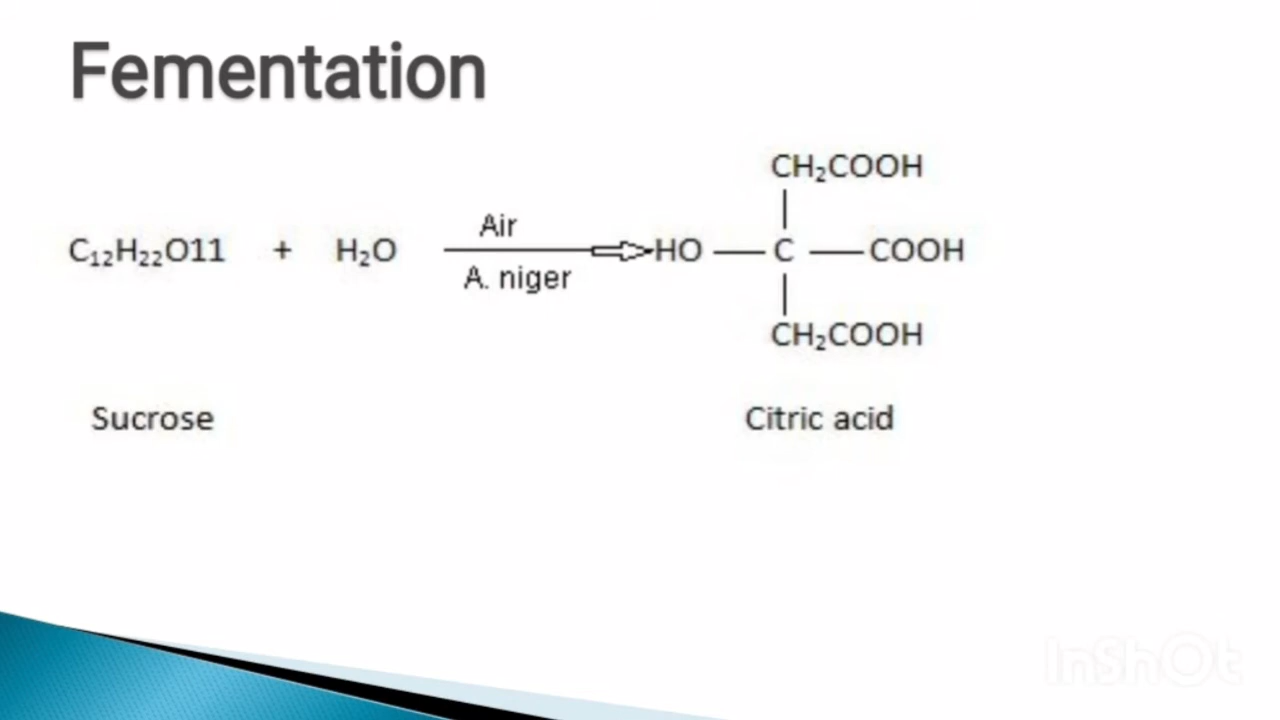 Fementation
CH₂COOH
Air
C₁₂H₂₂O11 + H₂O HO — C — COOH
A. niger
CH₂COOH
Sucrose Citric acid
InShOt